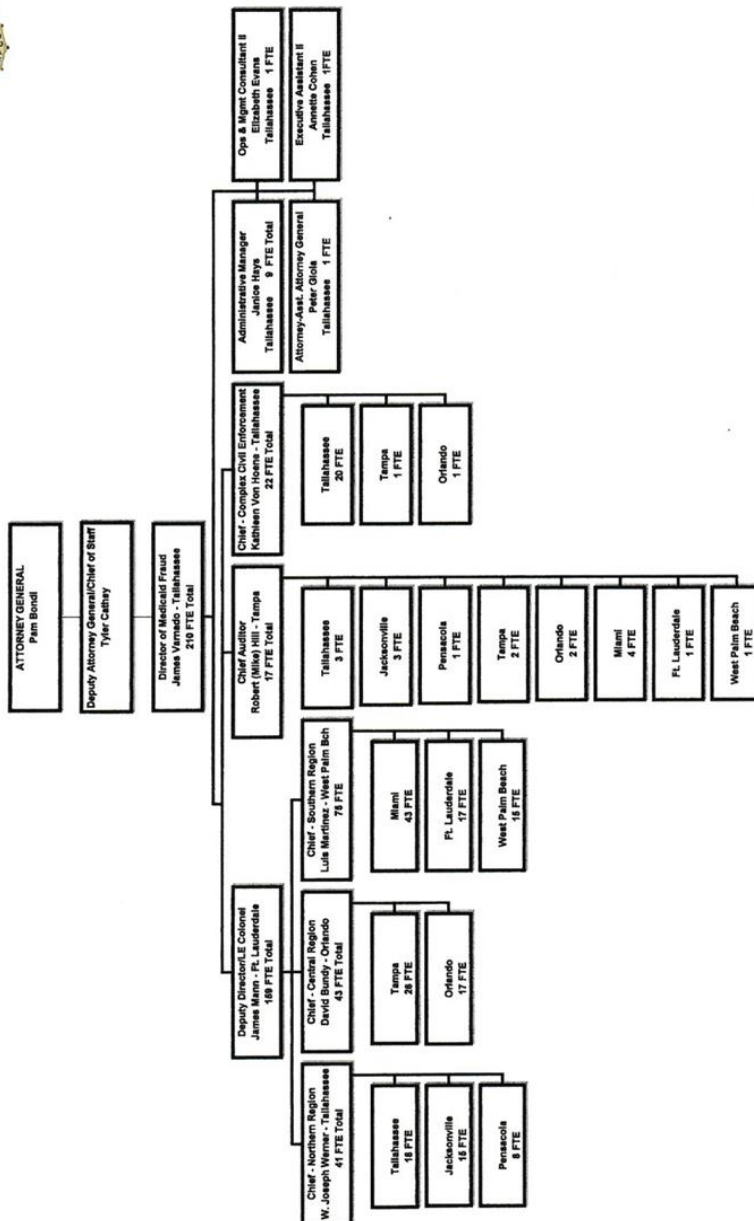 ATTORNEY GENERAL
Pam Bondi
Deputy Attorney General/Chief of Staff
Tyler Cathey
Director of Medicaid Fraud
James Varnado - Tallahassee
210 FTE Total
Deputy Director/LE Colonel
James Mann - Ft. Lauderdale
159 FTE Total
Chief Auditor
Robert (Mike) Hill - Tampa
17 FTE Total
Chief - Complex Civil Enforcement
Kathleen Von Hoene - Tallahassee
22 FTE Total
Administrative Manager
Janice Hays
Tallahassee 9 FTE Total
Ops & Mgmt Consultant II
Elizabeth Evans
Tallahassee 1 FTE
Attorney-Asst. Attorney General
Peter Gioia
Tallahassee 1 FTE
Executive Assistant II
Annette Cohen
Tallahassee 1FTE
Chief - Northern Region
W. Joseph Werner - Tallahassee
41 FTE Total
Chief - Central Region
David Bundy - Orlando
43 FTE Total
Chief - Southern Region
Luis Martinez - West Palm Bch
75 FTE
Tallahassee
18 FTE
Jacksonville
15 FTE
Pensacola
8 FTE
Tampa
26 FTE
Orlando
17 FTE
Miami
43 FTE
Ft. Lauderdale
17 FTE
West Palm Beach
15 FTE
Tallahassee
3 FTE
Jacksonville
3 FTE
Pensacola
1 FTE
Tampa
2 FTE
Orlando
2 FTE
Miami
4 FTE
Ft. Lauderdale
1 FTE
West Palm Beach
1 FTE
Tallahassee
20 FTE
Tampa
1 FTE
Orlando
1 FTE